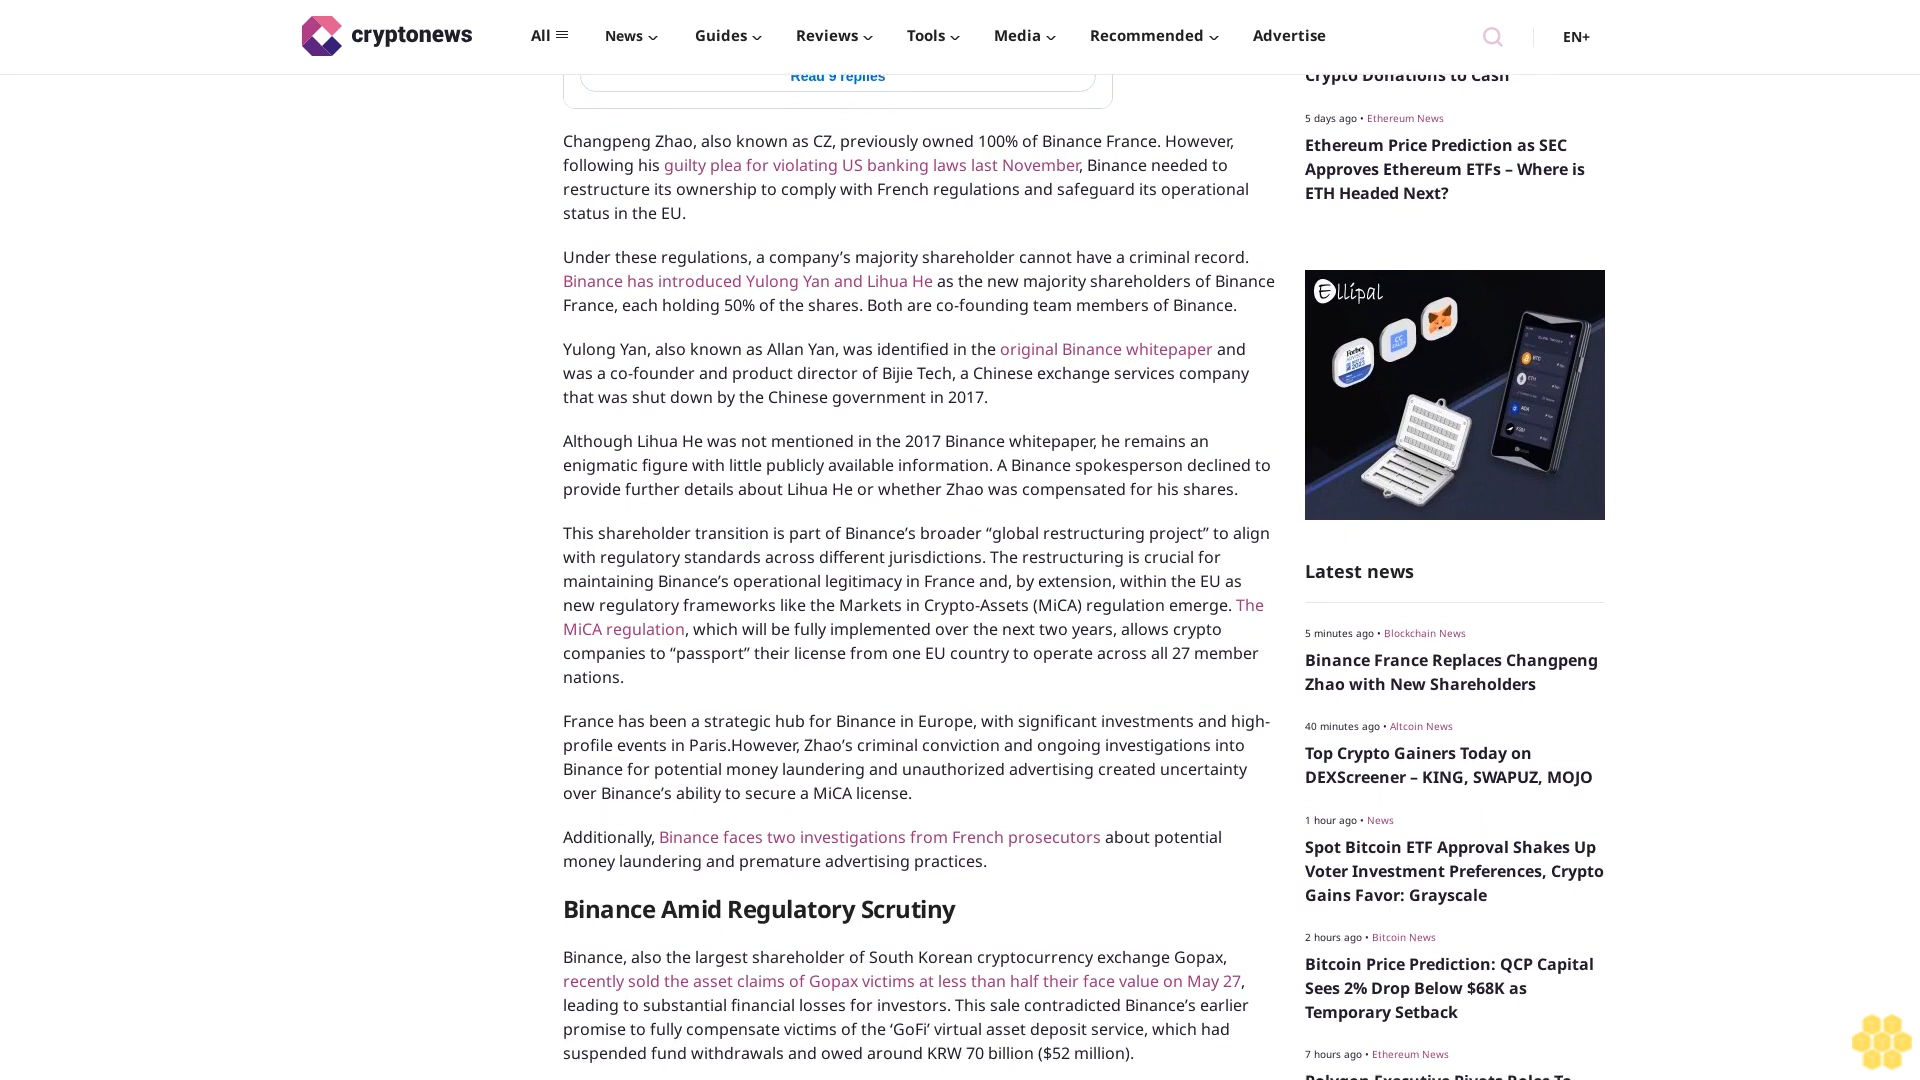 cryptonews
All
News
Guides
Reviews
Tools
Media
Recommended
Advertise
EN+
Read 9 replies
Changpeng Zhao, also known as CZ, previously owned 100% of Binance France. However,
following his guilty plea for violating US banking laws last November, Binance needed to
restructure its ownership to comply with French regulations and safeguard its operational
status in the EU.
Under these regulations, a company’s majority shareholder cannot have a criminal record.
Binance has introduced Yulong Yan and Lihua He as the new majority shareholders of Binance
France, each holding 50% of the shares. Both are co-founding team members of Binance.
Yulong Yan, also known as Allan Yan, was identified in the original Binance whitepaper and
was a co-founder and product director of Bijie Tech, a Chinese exchange services company
that was shut down by the Chinese government in 2017.
Although Lihua He was not mentioned in the 2017 Binance whitepaper, he remains an
enigmatic figure with little publicly available information. A Binance spokesperson declined to
provide further details about Lihua He or whether Zhao was compensated for his shares.
This shareholder transition is part of Binance’s broader “global restructuring project” to align
with regulatory standards across different jurisdictions. The restructuring is crucial for
maintaining Binance’s operational legitimacy in France and, by extension, within the EU as
new regulatory frameworks like the Markets in Crypto-Assets (MiCA) regulation emerge. The
MiCA regulation, which will be fully implemented over the next two years, allows crypto
companies to “passport” their license from one EU country to operate across all 27 member
nations.
France has been a strategic hub for Binance in Europe, with significant investments and high-
profile events in Paris.However, Zhao’s criminal conviction and ongoing investigations into
Binance for potential money laundering and unauthorized advertising created uncertainty
over Binance’s ability to secure a MiCA license.
Additionally, Binance faces two investigations from French prosecutors about potential
money laundering and premature advertising practices.
Binance Amid Regulatory Scrutiny
Binance, also the largest shareholder of South Korean cryptocurrency exchange Gopax,
recently sold the asset claims of Gopax victims at less than half their face value on May 27,
leading to substantial financial losses for investors. This sale contradicted Binance’s earlier
promise to fully compensate victims of the ‘GoFi’ virtual asset deposit service, which had
suspended fund withdrawals and owed around KRW 70 billion ($52 million).
Crypto Donations to Cash
5 days ago • Ethereum News
Ethereum Price Prediction as SEC
Approves Ethereum ETFs – Where is
ETH Headed Next?
Ellipal
Forbes
Latest news
5 minutes ago • Blockchain News
Binance France Replaces Changpeng
Zhao with New Shareholders
40 minutes ago • Altcoin News
Top Crypto Gainers Today on
DEXScreener – KING, SWAPUZ, MOJO
1 hour ago • News
Spot Bitcoin ETF Approval Shakes Up
Voter Investment Preferences, Crypto
Gains Favor: Grayscale
2 hours ago • Bitcoin News
Bitcoin Price Prediction: QCP Capital
Sees 2% Drop Below $68K as
Temporary Setback
7 hours ago • Ethereum News
Polygon Executive Pivots Roles To